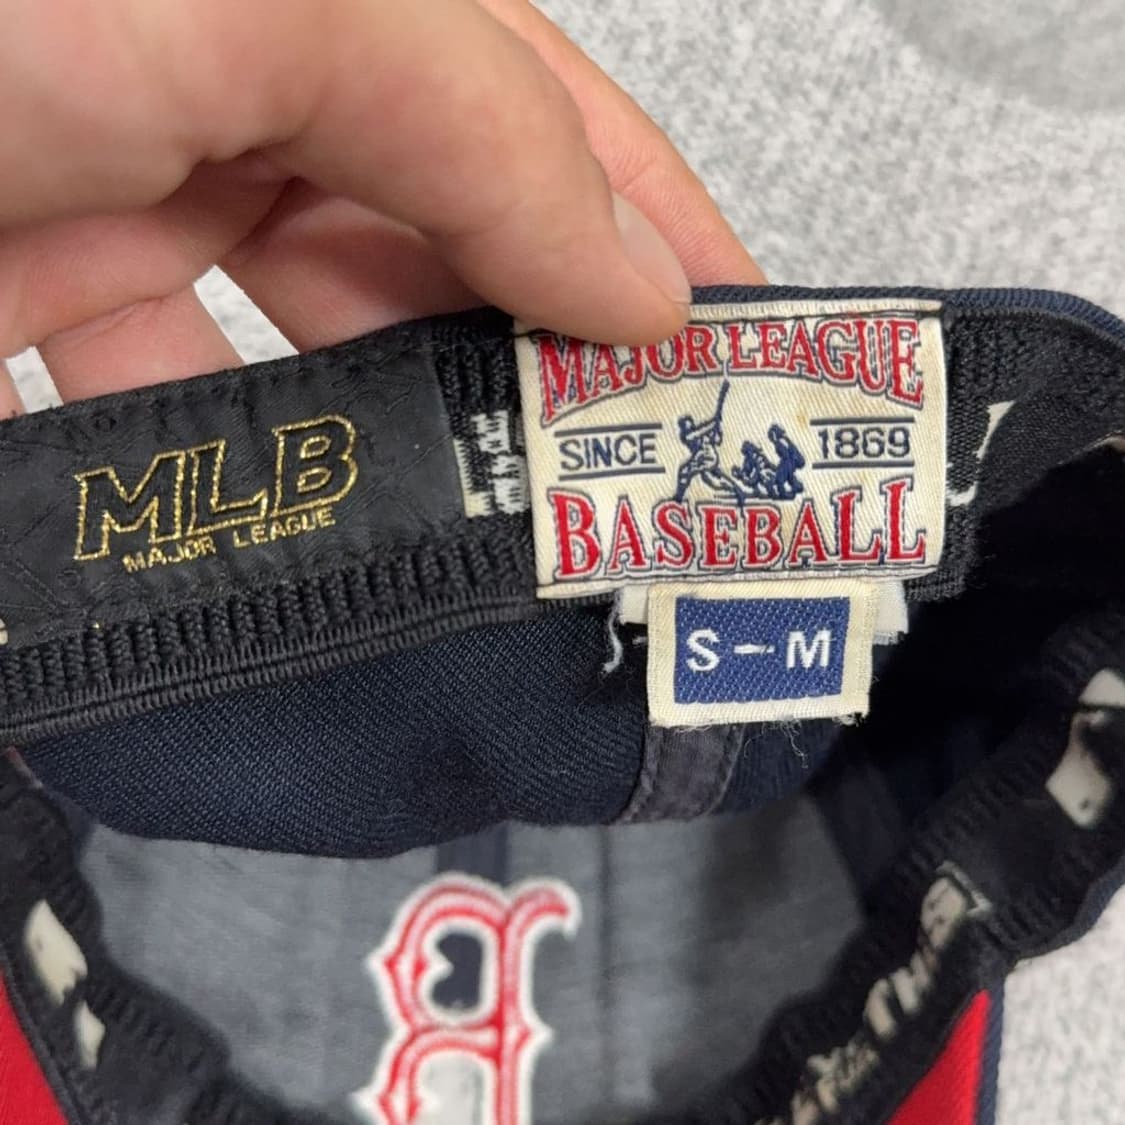 MLB
MAJOR LEAGUE
MAJOR LEAGUE
SINCE 1869
BASEBALL
S – M
B